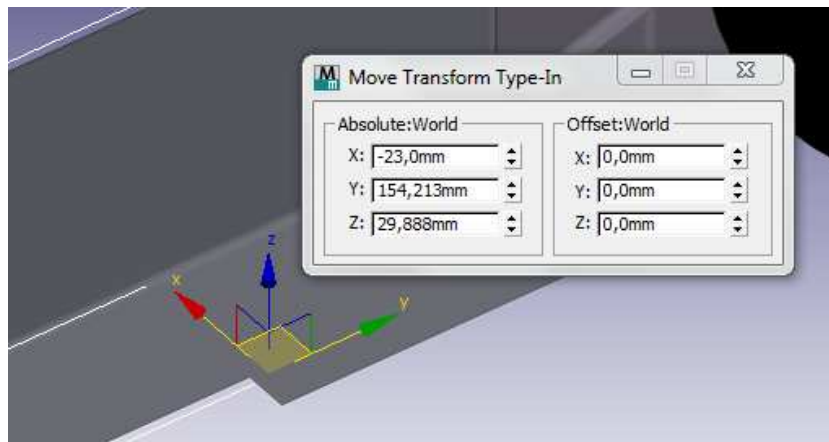 Move Transform Type-In
Absolute:World
Offset:World
X: -23,0mm
X: 0,0mm
Y: 154,213mm
Y: 0,0mm
Z: 29,888mm
Z: 0,0mm
z
x
y